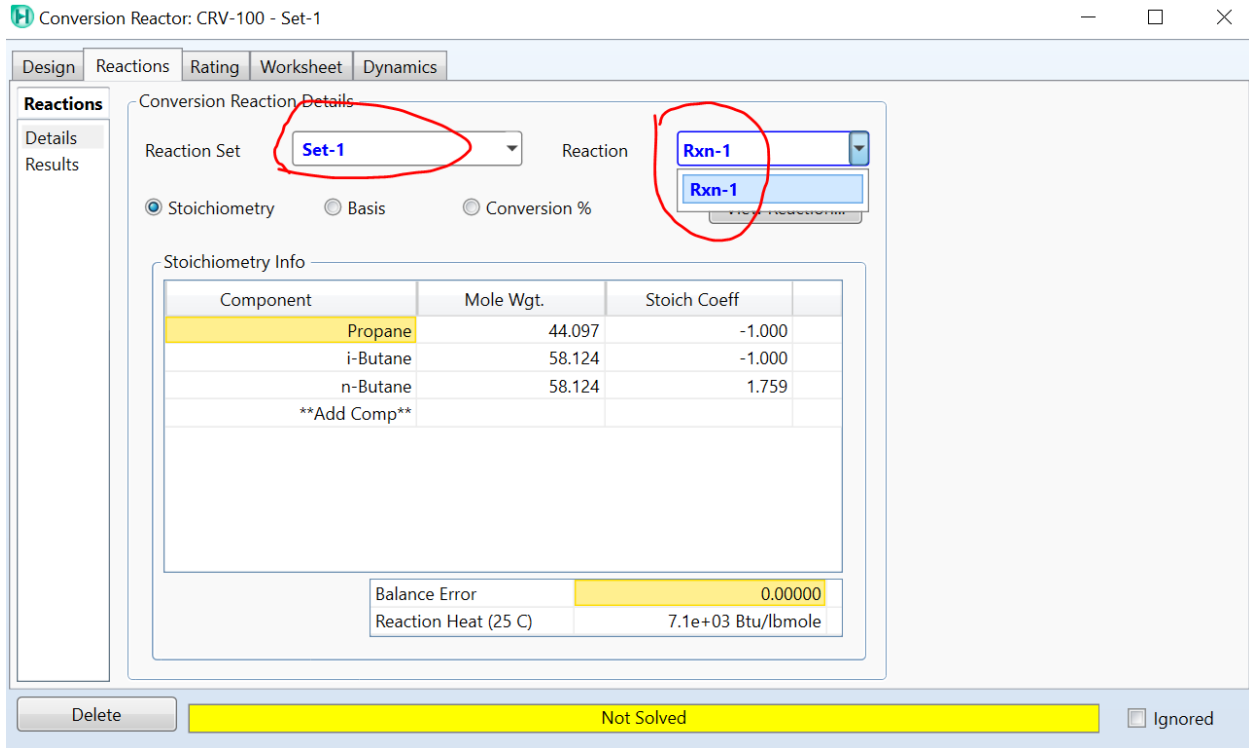 Conversion Reactor: CRV-100 - Set-1
Design Reactions Rating Worksheet Dynamics
Reactions
Details
Results
Conversion Reaction Details
Reaction Set Set-1 Reaction Rxn-1
Rxn-1
Stoichiometry Basis Conversion % View Reaction...
Stoichiometry Info
Component Mole Wgt. Stoich Coeff
Propane 44.097 -1.000
i-Butane 58.124 -1.000
n-Butane 58.124 1.759
**Add Comp**
Balance Error 0.00000
Reaction Heat (25 C) 7.1e+03 Btu/lbmole
Delete Not Solved Ignored